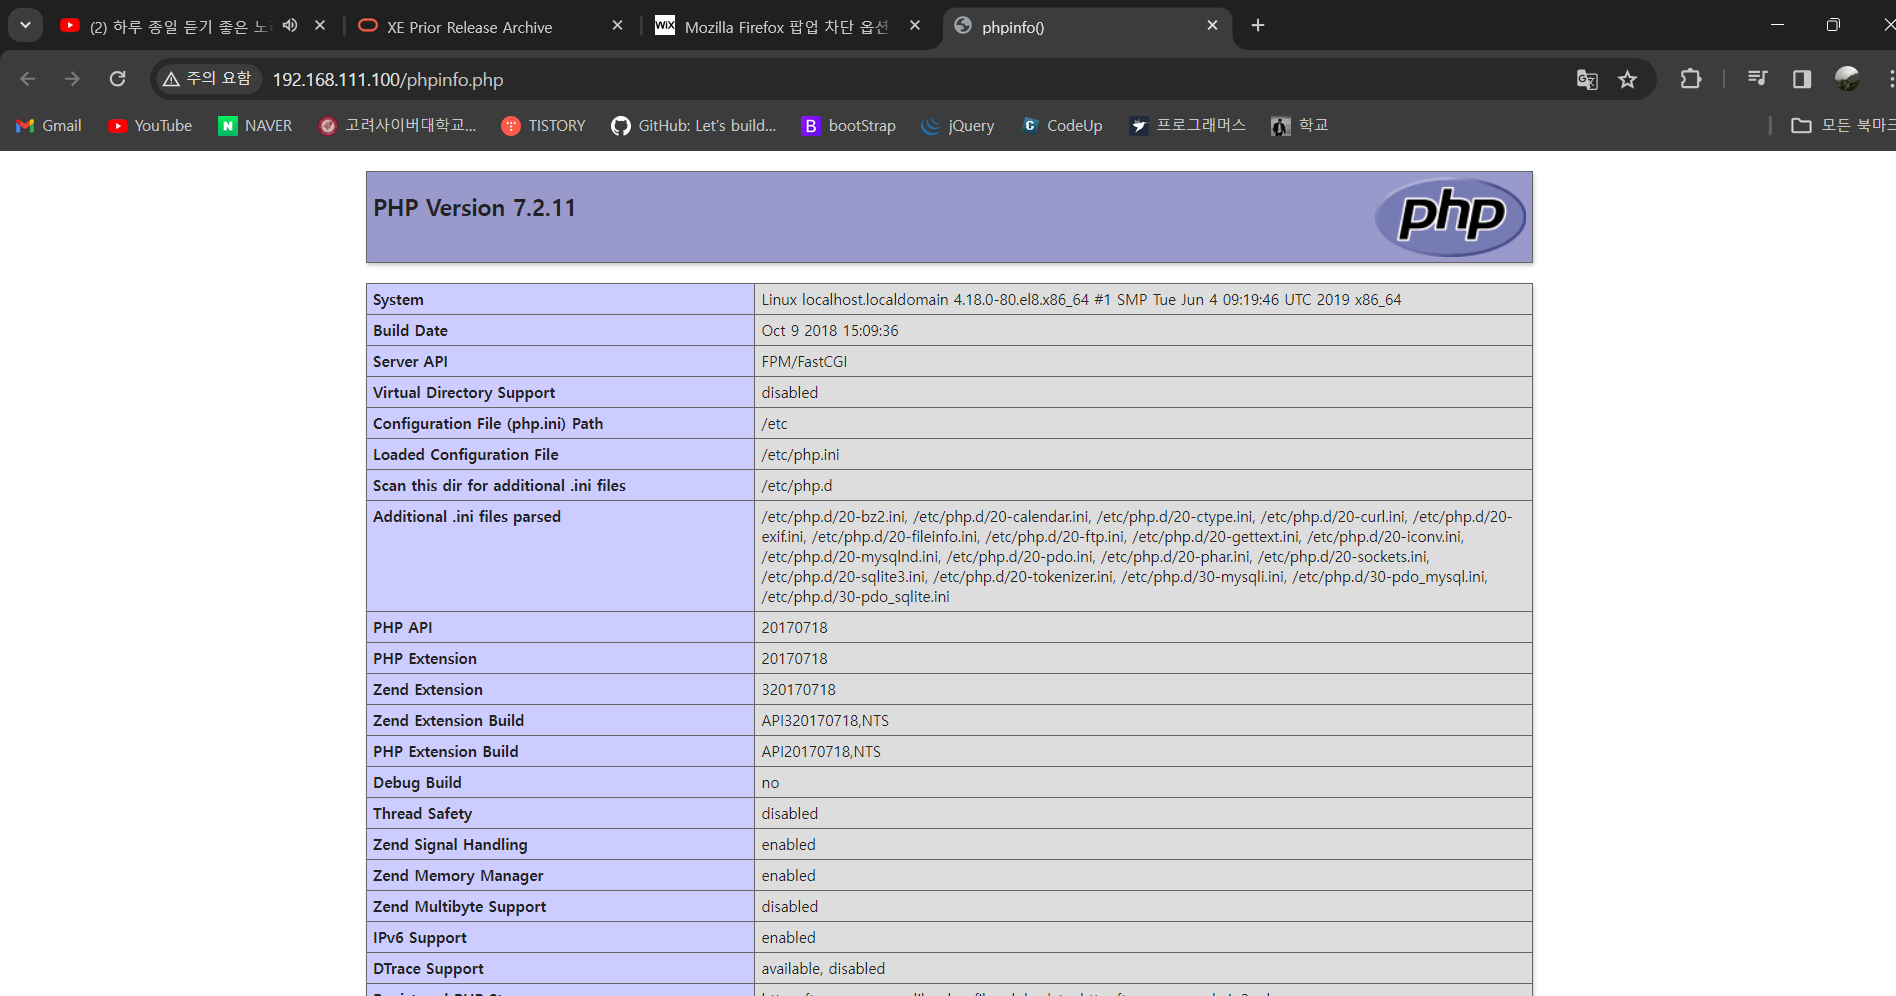 (2) 하루 종일 듣기 좋은
XE Prior Release Archive
WiX
Mozilla Firefox 팝업 차단 옵션
phpinfo()
주의 요함
192.168.111.100/phpinfo.php
Gmail
YouTube
N
NAVER
고려사이버대학교...
TISTORY
GitHub: Let's build...
B
bootStrap
jQuery
CodeUp
프로그래머스
학교
모든 북마크
PHP Version 7.2.11
php
System Linux localhost.localdomain 4.18.0-80.el8.x86_64 #1 SMP Tue Jun 4 09:19:46 UTC 2019 x86_64
Build Date Oct 9 2018 15:09:36
Server API FPM/FastCGI
Virtual Directory Support disabled
Configuration File (php.ini) Path /etc
Loaded Configuration File /etc/php.ini
Scan this dir for additional .ini files /etc/php.d
Additional .ini files parsed /etc/php.d/20-bz2.ini, /etc/php.d/20-calendar.ini, /etc/php.d/20-ctype.ini, /etc/php.d/20-curl.ini, /etc/php.d/20-
exif.ini, /etc/php.d/20-fileinfo.ini, /etc/php.d/20-ftp.ini, /etc/php.d/20-gettext.ini, /etc/php.d/20-iconv.ini,
/etc/php.d/20-mysqlnd.ini, /etc/php.d/20-pdo.ini, /etc/php.d/20-phar.ini, /etc/php.d/20-sockets.ini,
/etc/php.d/20-sqlite3.ini, /etc/php.d/20-tokenizer.ini, /etc/php.d/30-mysqli.ini, /etc/php.d/30-pdo_mysql.ini,
/etc/php.d/30-pdo_sqlite.ini
PHP API 20170718
PHP Extension 20170718
Zend Extension 320170718
Zend Extension Build API320170718,NTS
PHP Extension Build API20170718,NTS
Debug Build no
Thread Safety disabled
Zend Signal Handling enabled
Zend Memory Manager enabled
Zend Multibyte Support disabled
IPv6 Support enabled
DTrace Support available, disabled